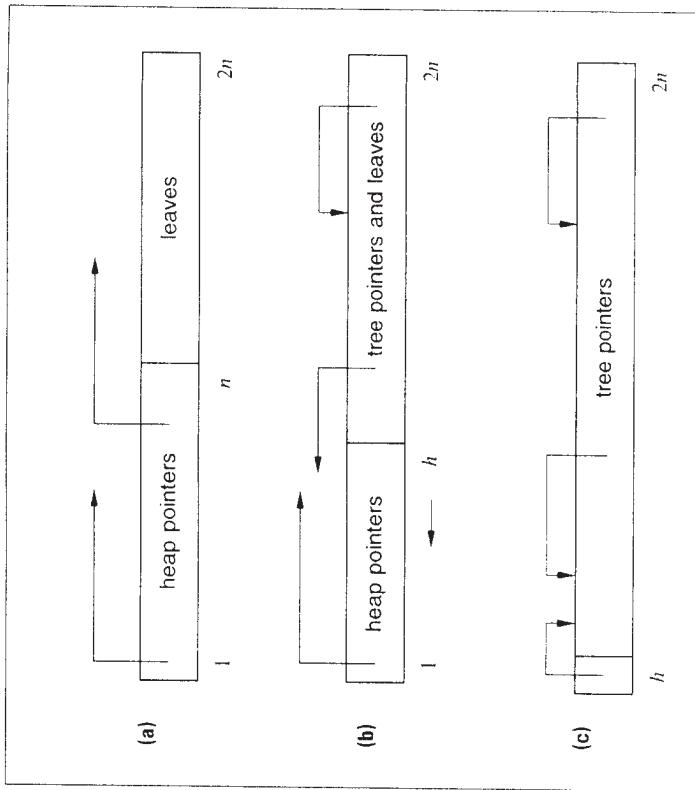 (a)
heap pointers
leaves
1
n
2n
(b)
heap pointers
tree pointers and leaves
1
h
2n
(c)
tree pointers
h
2n